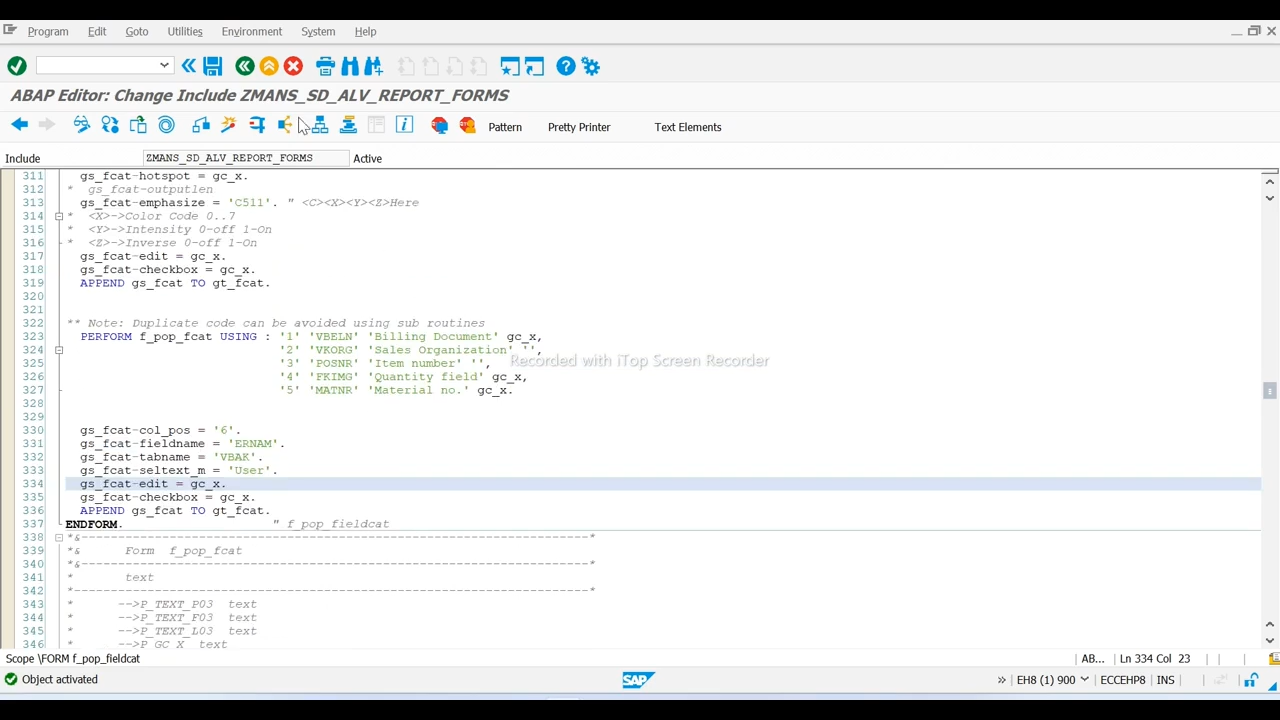 Program Edit Goto Utilities Environment System Help
ABAP Editor: Change Include ZMANS_SD_ALV_REPORT_FORMS
Pattern Pretty Printer Text Elements
Include ZMANS_SD_ALV_REPORT_FORMS Active
311 gs_fcat-hotspot = gc_x.
312 * gs_fcat-outputlen
313 gs_fcat-emphasize = 'C511'. " <C><X><Y><Z>Here
314 * <X>->Color Code 0..7
315 * <Y>->Intensity 0-off 1-On
316 * <Z>->Inverse 0-off 1-On
317 gs_fcat-edit = gc_x.
318 gs_fcat-checkbox = gc_x.
319 APPEND gs_fcat TO gt_fcat.
320
321
322 ** Note: Duplicate code can be avoided using sub routines
323 PERFORM f_pop_fcat USING : '1' 'VBELN' 'Billing Document' gc_x,
324 '2' 'VKORG' 'Sales Organization' '',
325 '3' 'POSNR' 'Item number' '',
Recorded with iTop Screen Recorder
326 '4' 'FKIMG' 'Quantity field' gc_x,
327 '5' 'MATNR' 'Material no.' gc_x.
328
329
330 gs_fcat-col_pos = '6'.
331 gs_fcat-fieldname = 'ERNAM'.
332 gs_fcat-tabname = 'VBAK'.
333 gs_fcat-seltext_m = 'User'.
334 gs_fcat-edit = gc_x.
335 gs_fcat-checkbox = gc_x.
336 APPEND gs_fcat TO gt_fcat.
337 ENDFORM. " f_pop_fieldcat
338 *&---------------------------------------------------------------------*
339 *& Form f_pop_fcat
340 *&---------------------------------------------------------------------*
341 * text
342 *----------------------------------------------------------------------*
343 * -->P_TEXT_P03 text
344 * -->P_TEXT_F03 text
345 * -->P_TEXT_L03 text
346 * -->P_GC_X text
Scope \FORM f_pop_fieldcat AB... Ln 334 Col 23
Object activated SAP » EH8 (1) 900 ECCEHP8 INS